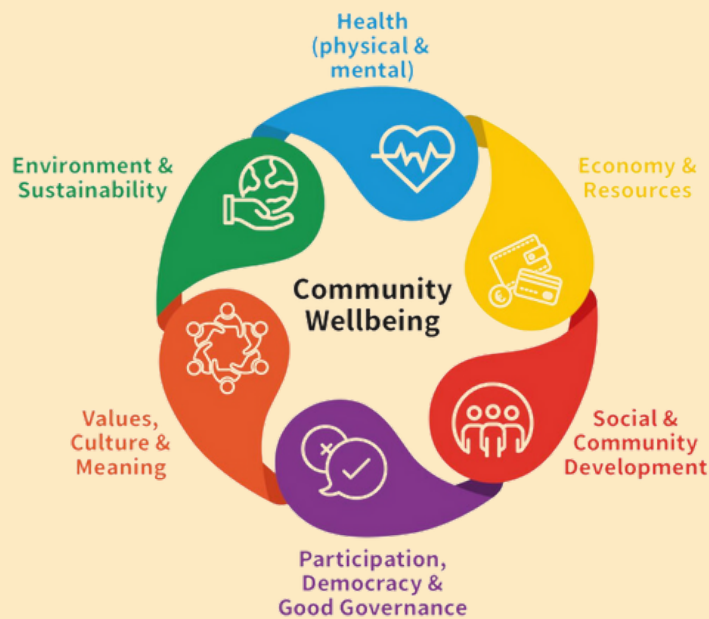 Health
(physical &
mental)
Environment &
Sustainability
Economy &
Resources
Community
Wellbeing
€
Values,
Culture &
Meaning
Social &
Community
Development
Participation,
Democracy &
Good Governance